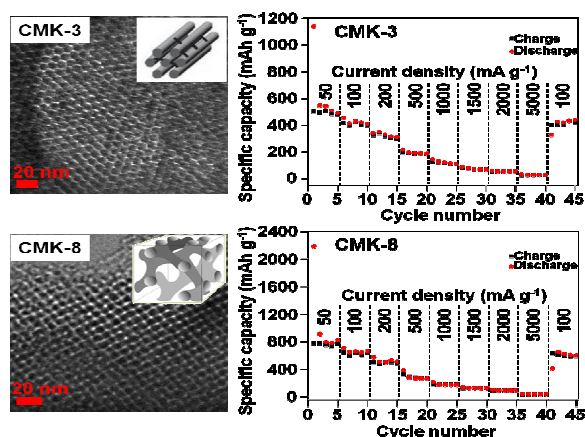 CMK-3
20 nm
CMK-3
Charge
Discharge
Current density (mA g⁻¹)
50 100 200 500 1000 1500 2000 5000 100
Specific capacity (mAh g⁻¹)
1200
1000
800
600
400
200
0
0 5 10 15 20 25 30 35 40 45
Cycle number
CMK-8
20 nm
CMK-8
Charge
Discharge
Current density (mA g⁻¹)
50 100 200 500 1000 1500 2000 5000 100
Specific capacity (mAh g⁻¹)
2400
2000
1600
1200
800
400
0
0 5 10 15 20 25 30 35 40 45
Cycle number